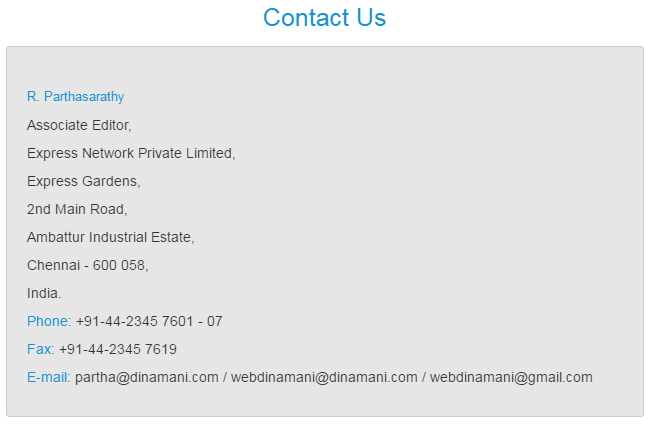 Contact Us
R. Parthasarathy
Associate Editor,
Express Network Private Limited,
Express Gardens,
2nd Main Road,
Ambattur Industrial Estate,
Chennai - 600 058,
India.
Phone: +91-44-2345 7601 - 07
Fax: +91-44-2345 7619
E-mail: partha@dinamani.com / webdinamani@dinamani.com / webdinamani@gmail.com